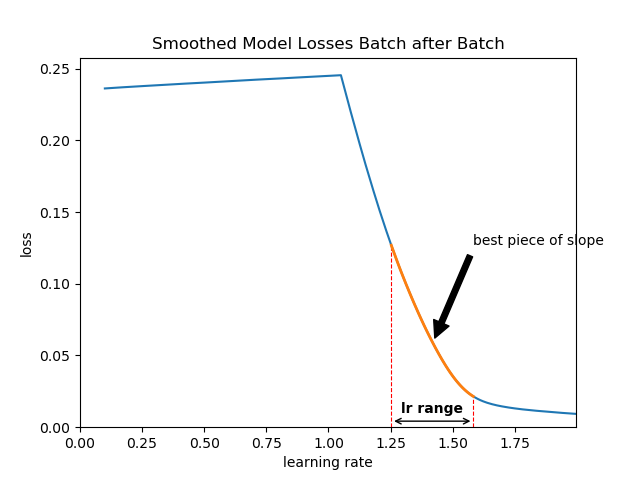 Smoothed Model Losses Batch after Batch
0.25
0.20
0.15
0.10
0.05
0.00
loss
best piece of slope
lr range
0.00 0.25 0.50 0.75 1.00 1.25 1.50 1.75
learning rate